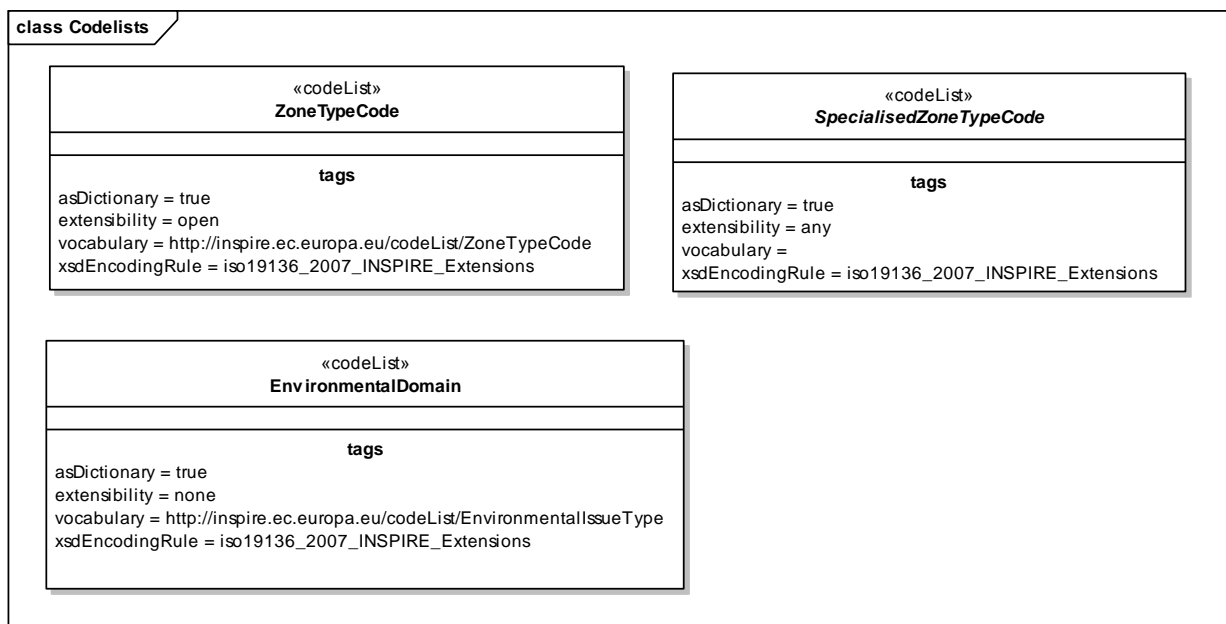 class Codelists
«codeList»
ZoneTypeCode
tags
asDictionary = true
extensibility = open
vocabulary = http://inspire.ec.europa.eu/codeList/ZoneTypeCode
xsdEncodingRule = iso19136_2007_INSPIRE_Extensions
«codeList»
SpecialisedZoneTypeCode
tags
asDictionary = true
extensibility = any
vocabulary =
xsdEncodingRule = iso19136_2007_INSPIRE_Extensions
«codeList»
EnvironmentalDomain
tags
asDictionary = true
extensibility = none
vocabulary = http://inspire.ec.europa.eu/codeList/EnvironmentalIssueType
xsdEncodingRule = iso19136_2007_INSPIRE_Extensions